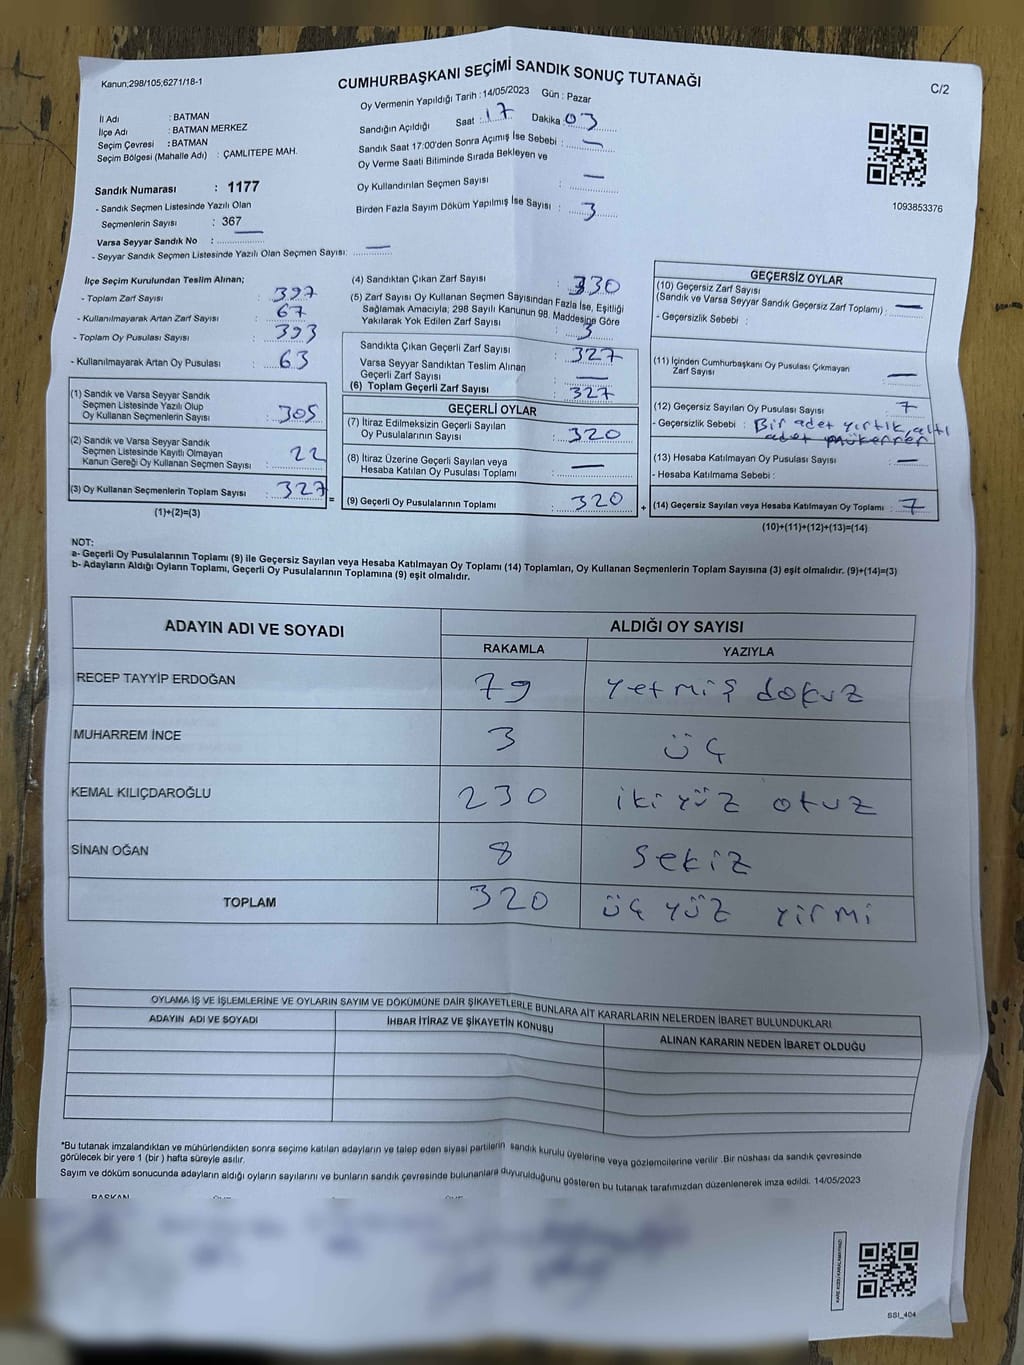 Kanun,298/105;6271/18-1
CUMHURBAŞKANI SEÇİMİ SANDIK SONUÇ TUTANAĞI
C/2
Oy Vermenin Yapıldığı Tarih : 14/05/2023 Gün : Pazar
İl Adı : BATMAN
İlçe Adı : BATMAN MERKEZ
Seçim Çevresi : BATMAN
Seçim Bölgesi (Mahalle Adı) : ÇAMLITEPE MAH.
Sandığın Açıldığı Saat : 17 Dakika : 03
Sandık Saat 17:00'den Sonra Açımış İse Sebebi : —
Oy Verme Saati Bitiminde Sırada Bekleyen ve
Oy Kullandırılan Seçmen Sayısı : —
Birden Fazla Sayım Döküm Yapılmış İse Sayısı : 3
1093853376
Sandık Numarası : 1177
- Sandık Seçmen Listesinde Yazılı Olan
Seçmenlerin Sayısı : 367
Varsa Seyyar Sandık No : —
- Seyyar Sandık Seçmen Listesinde Yazılı Olan Seçmen Sayısı: —
İlçe Seçim Kurulundan Teslim Alınan;
- Toplam Zarf Sayısı : 397
- Kullanılmayarak Artan Zarf Sayısı : 67
- Toplam Oy Pusulası Sayısı : 393
- Kullanılmayarak Artan Oy Pusulası : 63
(1) Sandık ve Varsa Seyyar Sandık
Seçmen Listesinde Yazılı Olup
Oy Kullanan Seçmenlerin Sayısı : 305
(2) Sandık ve Varsa Seyyar Sandık
Seçmen Listesinde Kayıtlı Olmayan
Kanun Gereği Oy Kullanan Seçmen Sayısı : 22
(3) Oy Kullanan Seçmenlerin Toplam Sayısı : 327
(1)+(2)=(3)
(4) Sandıktan Çıkan Zarf Sayısı : 330
(5) Zarf Sayısı Oy Kullanan Seçmen Sayısından Fazla İse, Eşitliği
Sağlamak Amacıyla; 298 Sayılı Kanunun 98. Maddesine Göre
Yakılarak Yok Edilen Zarf Sayısı : 3
Sandıkta Çıkan Geçerli Zarf Sayısı : 327
Varsa Seyyar Sandıktan Teslim Alınan
Geçerli Zarf Sayısı : —
(6) Toplam Geçerli Zarf Sayısı : 327
GEÇERLİ OYLAR
(7) İtiraz Edilmeksizin Geçerli Sayılan
Oy Pusulalarının Sayısı : 320
(8) İtiraz Üzerine Geçerli Sayılan veya
Hesaba Katılan Oy Pusulası Toplamı : —
= (9) Geçerli Oy Pusulalarının Toplamı : 320
GEÇERSİZ OYLAR
(10) Geçersiz Zarf Sayısı
(Sandık ve Varsa Seyyar Sandık Geçersiz Zarf Toplamı) : —
- Geçersizlik Sebebi :
(11) İçinden Cumhurbaşkanı Oy Pusulası Çıkmayan
Zarf Sayısı : —
(12) Geçersiz Sayılan Oy Pusulası Sayısı : 7
- Geçersizlik Sebebi : Bir adet yırtık, altı
adet mükerrer
(13) Hesaba Katılmayan Oy Pusulası Sayısı : —
- Hesaba Katılmama Sebebi :
+ (14) Geçersiz Sayılan veya Hesaba Katılmayan Oy Toplamı : 7
(10)+(11)+(12)+(13)=(14)
NOT:
a- Geçerli Oy Pusulalarının Toplamı (9) ile Geçersiz Sayılan veya Hesaba Katılmayan Oy Toplamı (14) Toplamları, Oy Kullanan Seçmenlerin Toplam Sayısına (3) eşit olmalıdır. (9)+(14)=(3)
b- Adayların Aldığı Oyların Toplamı, Geçerli Oy Pusulalarının Toplamına (9) eşit olmalıdır.
ADAYIN ADI VE SOYADI ALDIĞI OY SAYISI
RAKAMLA YAZIYLA
RECEP TAYYİP ERDOĞAN 79 yetmiş dokuz
MUHARREM İNCE 3 üç
KEMAL KILIÇDAROĞLU 230 iki yüz otuz
SİNAN OĞAN 8 sekiz
TOPLAM 320 üç yüz yirmi
OYLAMA İŞ VE İŞLEMLERİNE VE OYLARIN SAYIM VE DÖKÜMÜNE DAİR ŞİKAYETLERLE BUNLARA AİT KARARLARIN NELERDEN İBARET BULUNDUKLARI
ADAYIN ADI VE SOYADI İHBAR İTİRAZ VE ŞİKAYETİN KONUSU ALINAN KARARIN NEDEN İBARET OLDUĞU
*Bu tutanak imzalandıktan ve mühürlendikten sonra seçime katılan adayların ve talep eden siyasi partilerin sandık kurulu üyelerine veya gözlemcilerine verilir .Bir nüshası da sandık çevresinde
görülecek bir yere 1 (bir ) hafta süreyle asılır.
Sayım ve döküm sonucunda adayların aldığı oyların sayılarını ve bunların sandık çevresinde bulunanlara duyurulduğunu gösteren bu tutanak tarafımızdan düzenlenerek imza edildi. 14/05/2023
BAŞKAN
SSI_404